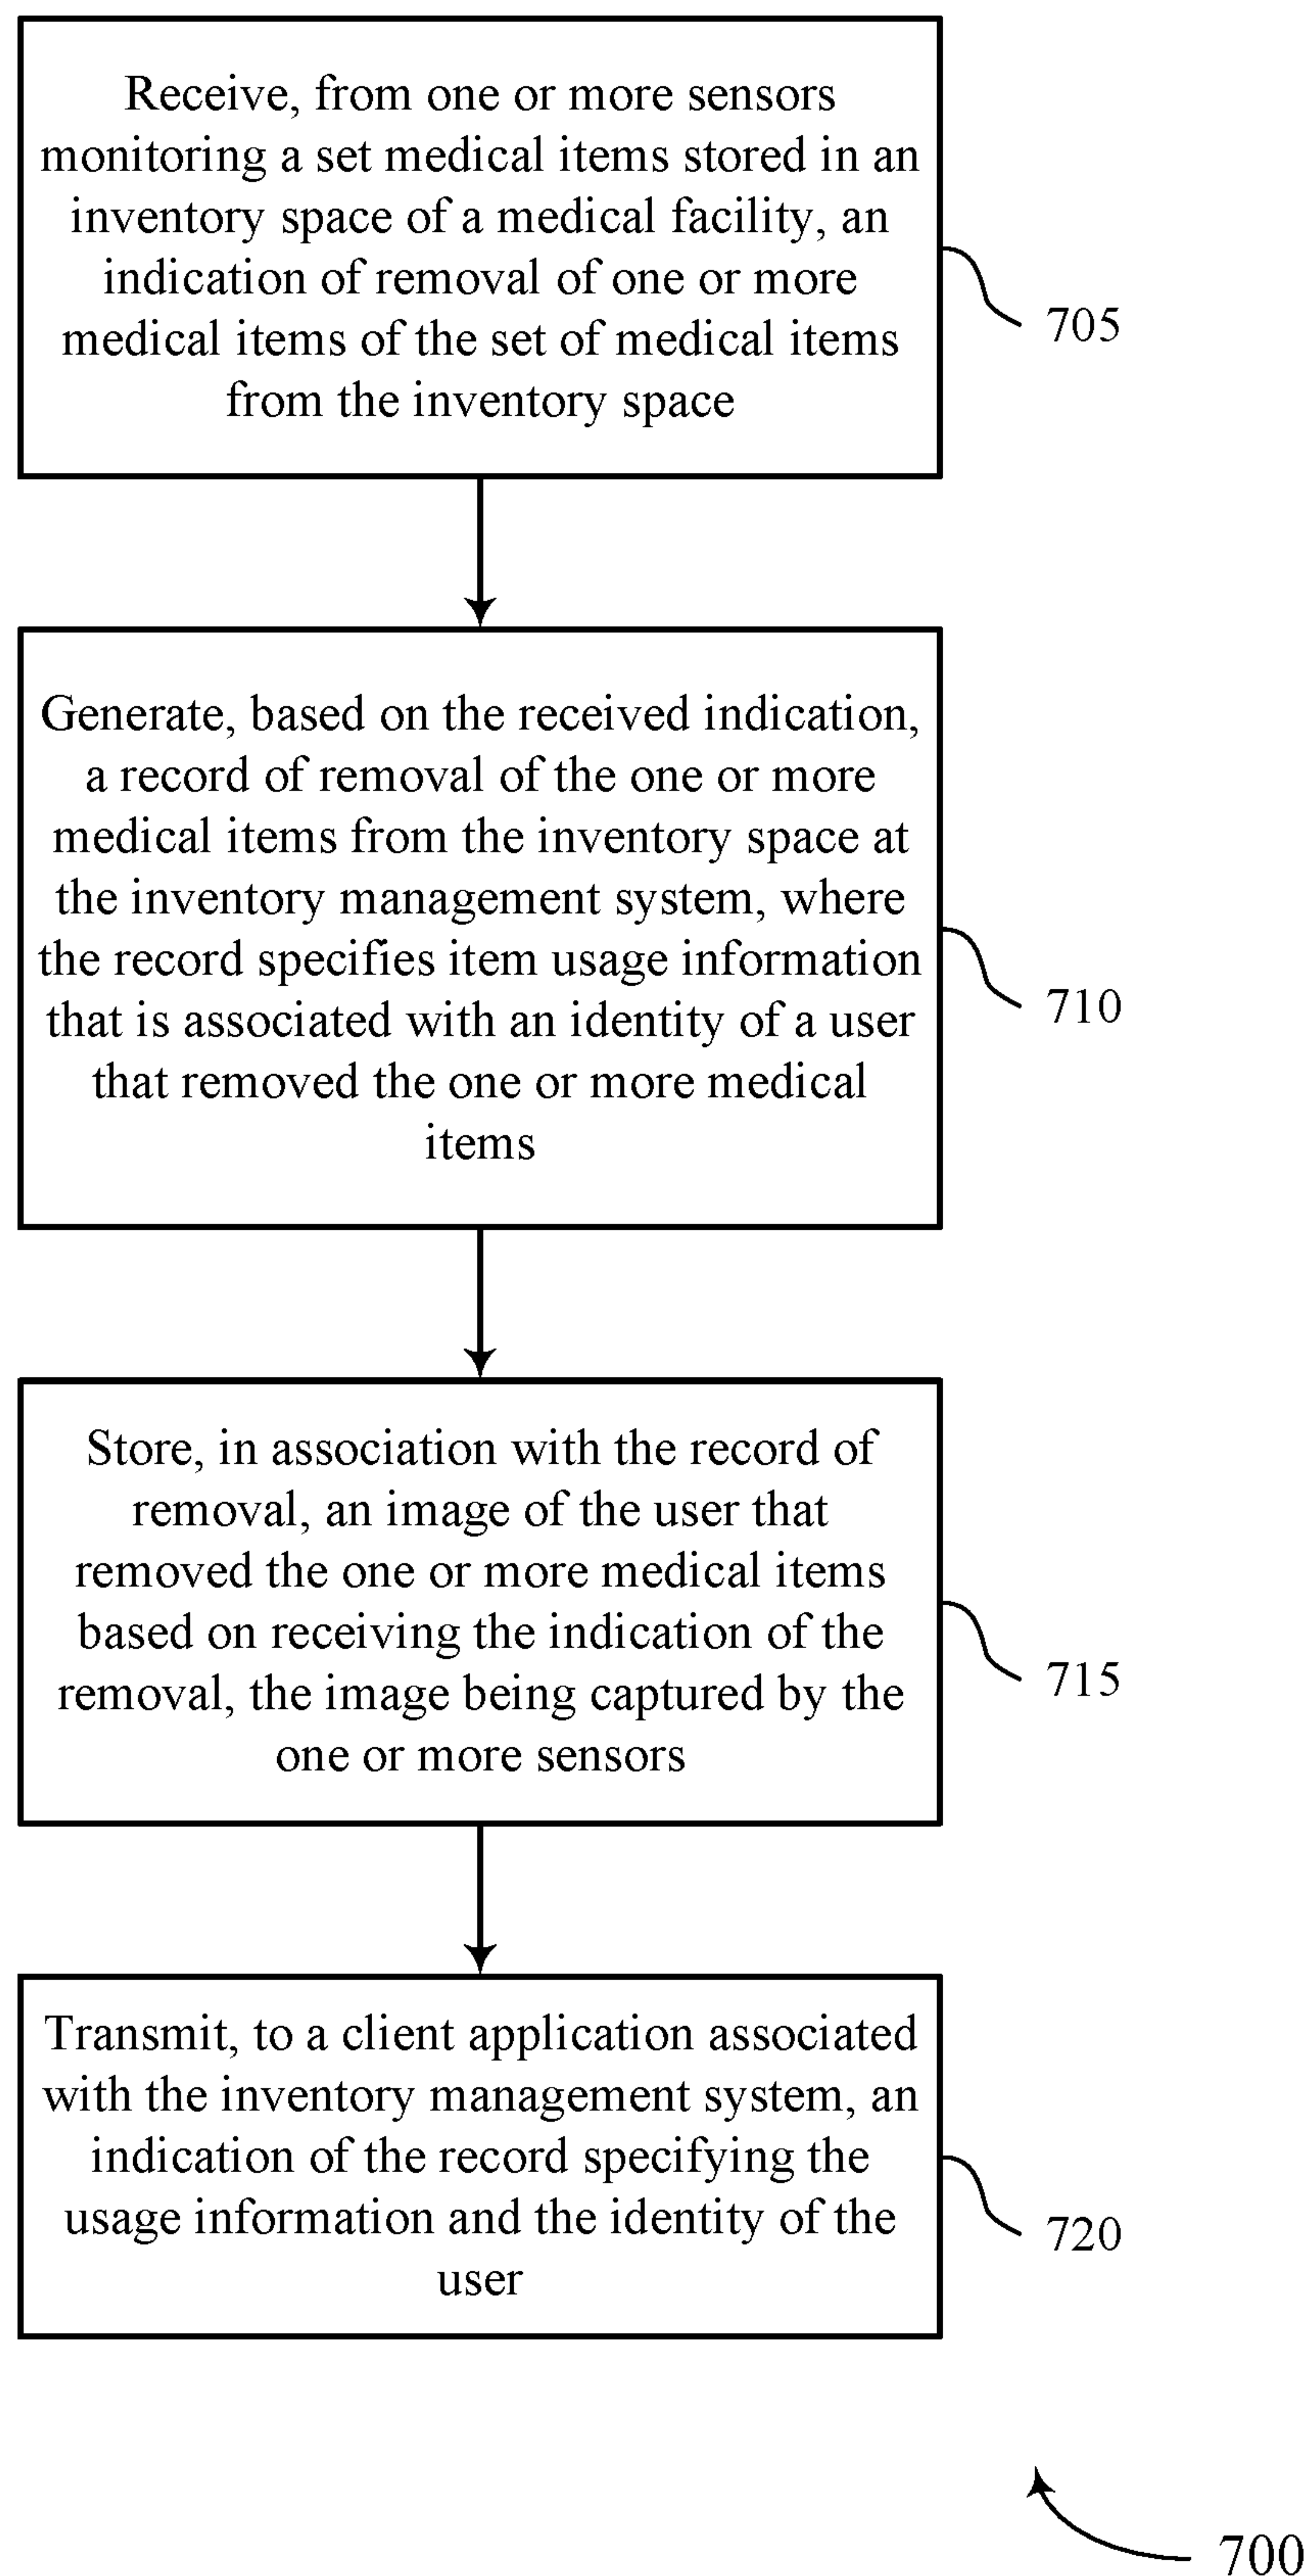 Receive, from one or more sensors
monitoring a set medical items stored in an
inventory space of a medical facility, an
indication of removal of one or more
medical items of the set of medical items
from the inventory space
705
Generate, based on the received indication,
a record of removal of the one or more
medical items from the inventory space at
the inventory management system, where
the record specifies item usage information
that is associated with an identity of a user
that removed the one or more medical
items
710
Store, in association with the record of
removal, an image of the user that
removed the one or more medical items
based on receiving the indication of the
removal, the image being captured by the
one or more sensors
715
Transmit, to a client application associated
with the inventory management system, an
indication of the record specifying the
usage information and the identity of the
user
720
700